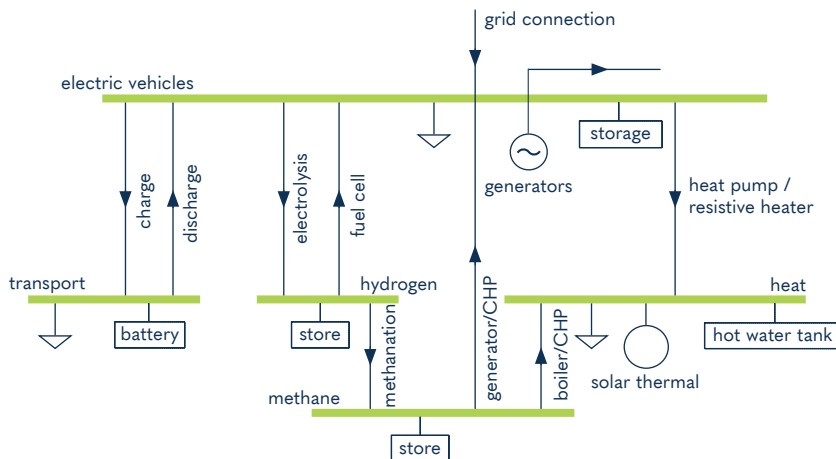 grid connection
electric vehicles
storage
generators
charge
discharge
electrolysis
fuel cell
heat pump /
resistive heater
transport
hydrogen
heat
battery
store
methanation
generator/CHP
boiler/CHP
solar thermal
hot water tank
methane
store